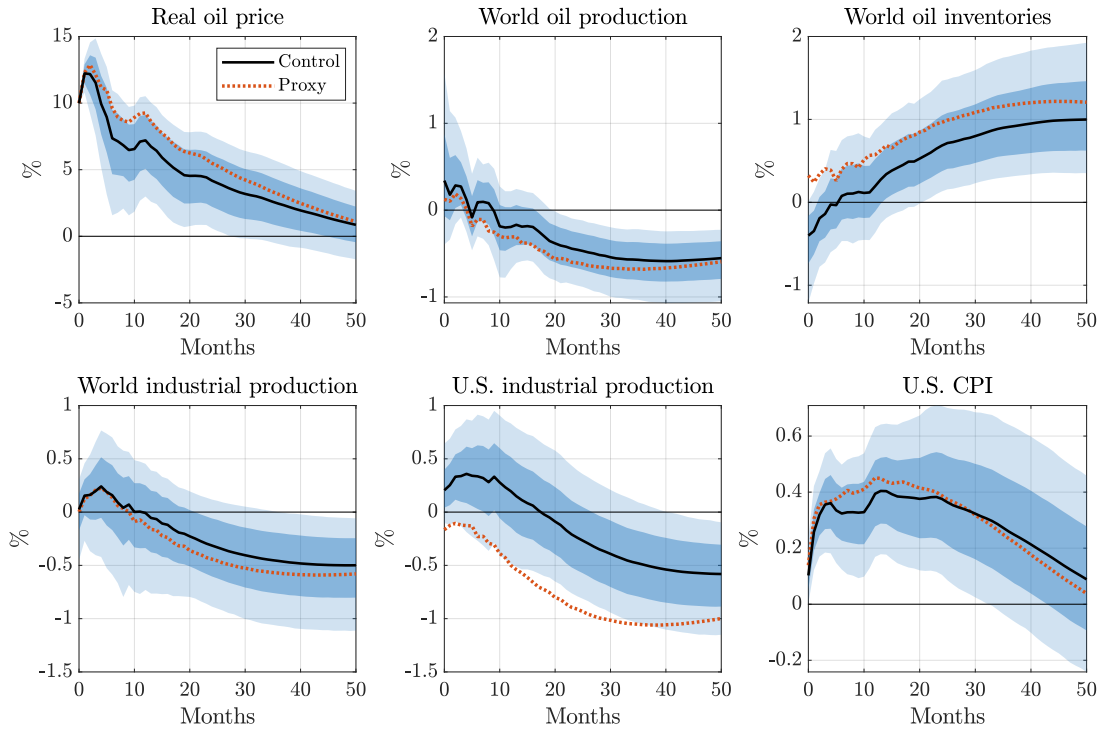 Real oil price
World oil production
World oil inventories
15
10
5
0
-5
%
0 10 20 30 40 50
Months
Control
Proxy
2
1
0
-1
%
0 10 20 30 40 50
Months
2
1
0
-1
%
0 10 20 30 40 50
Months
World industrial production
U.S. industrial production
U.S. CPI
1
0.5
0
-0.5
-1
-1.5
%
0 10 20 30 40 50
Months
1
0.5
0
-0.5
-1
-1.5
%
0 10 20 30 40 50
Months
0.6
0.4
0.2
0
-0.2
%
0 10 20 30 40 50
Months